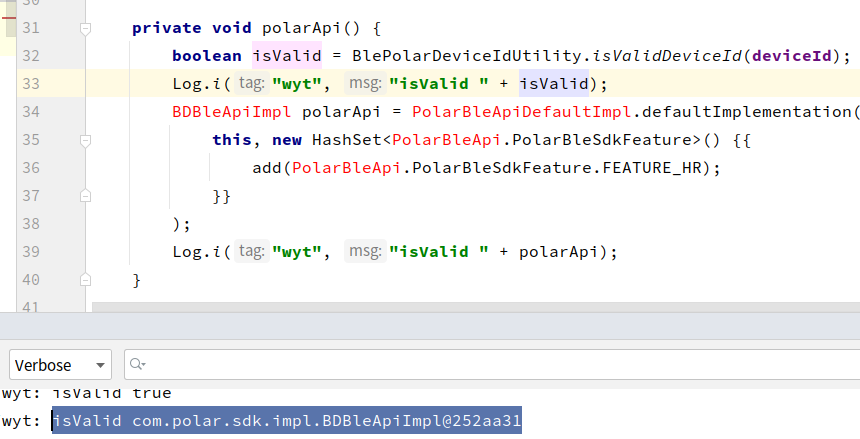 30
31 private void polarApi() {
32 boolean isValid = BlePolarDeviceIdUtility.isValidDeviceId(deviceId);
33 Log.i( tag: "wyt", msg: "isValid " + isValid);
34 BDBleApiImpl polarApi = PolarBleApiDefaultImpl.defaultImplementation(
35 this, new HashSet<PolarBleApi.PolarBleSdkFeature>() {{
36 add(PolarBleApi.PolarBleSdkFeature.FEATURE_HR);
37 }}
38 );
39 Log.i( tag: "wyt", msg: "isValid " + polarApi);
40 }
41
Verbose
wyt: isValid true
wyt: isValid com.polar.sdk.impl.BDBleApiImpl@252aa31